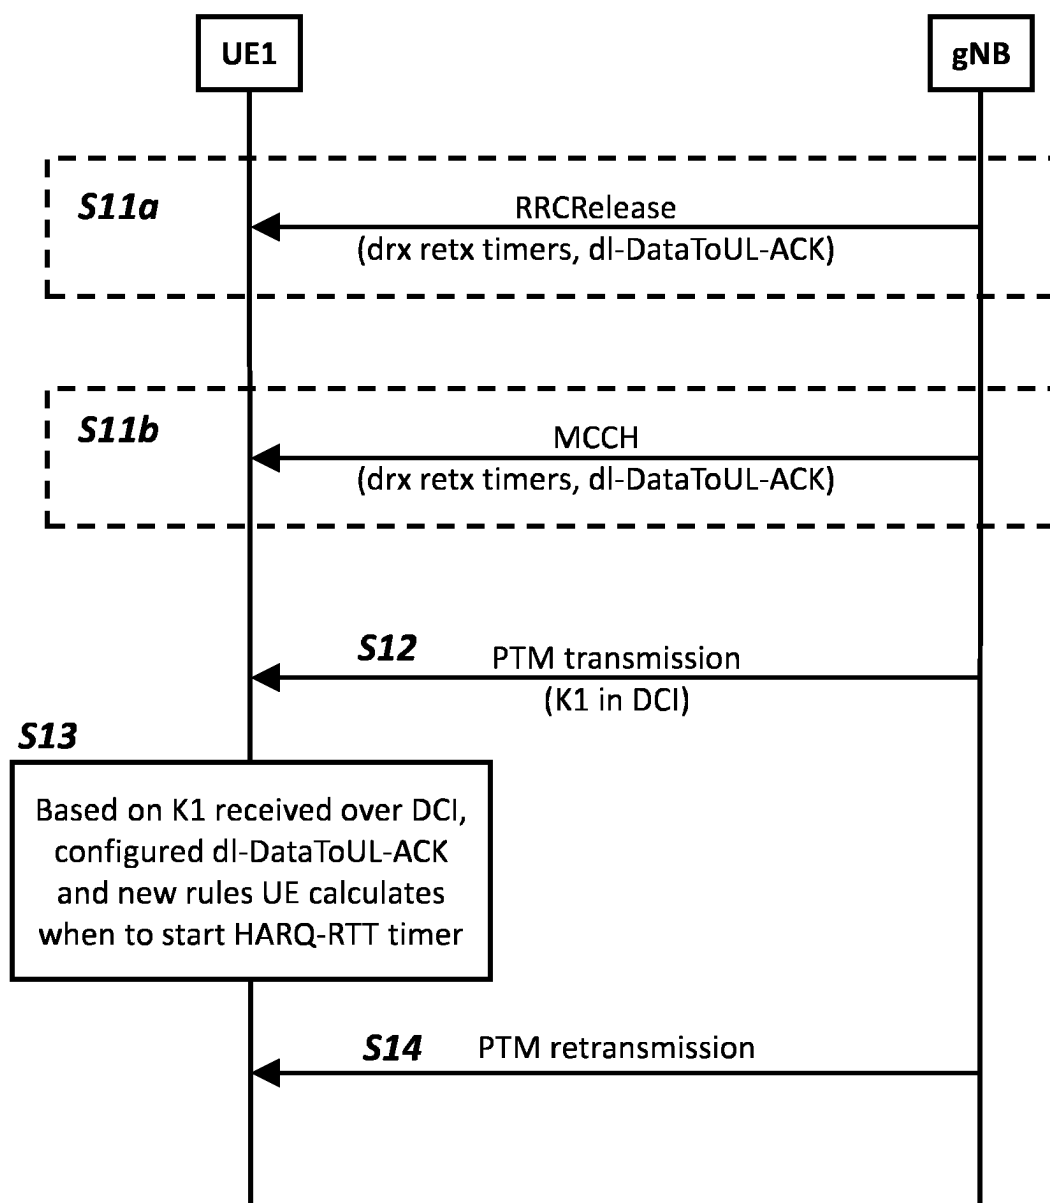 UE1
gNB
S11a
RRCRelease
(drx retx timers, dl-DataToUL-ACK)
S11b
MCCH
(drx retx timers, dl-DataToUL-ACK)
S12
PTM transmission
(K1 in DCI)
S13
Based on K1 received over DCI,
configured dl-DataToUL-ACK
and new rules UE calculates
when to start HARQ-RTT timer
S14
PTM retransmission